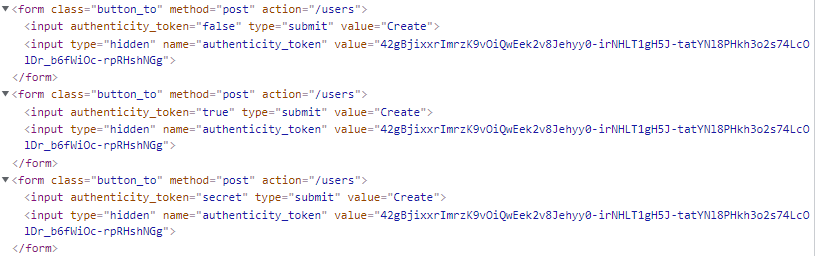 ▼<form class="button_to" method="post" action="/users">
<input authenticity_token="false" type="submit" value="Create">
<input type="hidden" name="authenticity_token" value="42gBjixxrImrzK9vOiQwEek2v8Jehyy0-irNHLT1gH5J-tatYNl8PHkh3o2s74LcO
lDr_b6fWiOc-rpRHshNGg">
</form>
▼<form class="button_to" method="post" action="/users">
<input authenticity_token="true" type="submit" value="Create">
<input type="hidden" name="authenticity_token" value="42gBjixxrImrzK9vOiQwEek2v8Jehyy0-irNHLT1gH5J-tatYNl8PHkh3o2s74LcO
lDr_b6fWiOc-rpRHshNGg">
</form>
▼<form class="button_to" method="post" action="/users">
<input authenticity_token="secret" type="submit" value="Create">
<input type="hidden" name="authenticity_token" value="42gBjixxrImrzK9vOiQwEek2v8Jehyy0-irNHLT1gH5J-tatYNl8PHkh3o2s74LcO
lDr_b6fWiOc-rpRHshNGg">
</form>